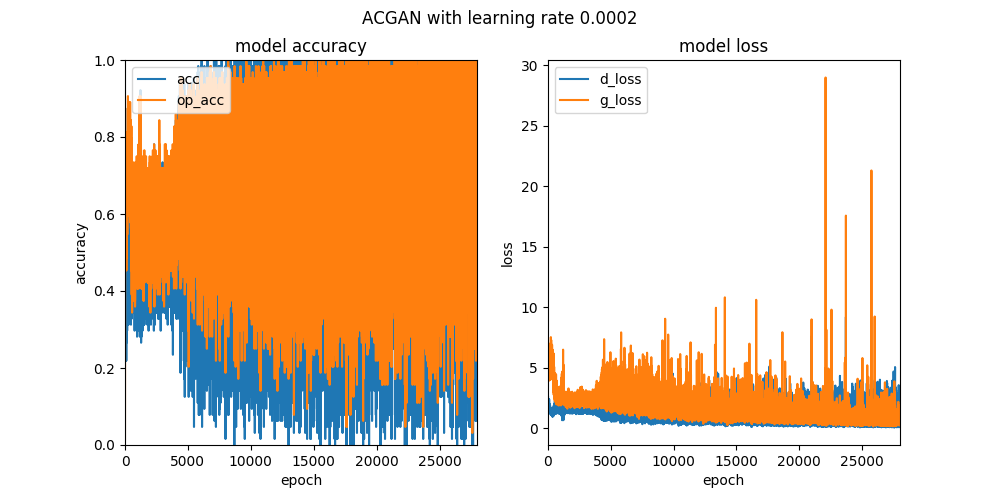 ACGAN with learning rate 0.0002
model accuracy
acc
op_acc
accuracy
1.0
0.8
0.6
0.4
0.2
0.0
0 5000 10000 15000 20000 25000
epoch
model loss
d_loss
g_loss
loss
30
25
20
15
10
5
0
0 5000 10000 15000 20000 25000
epoch